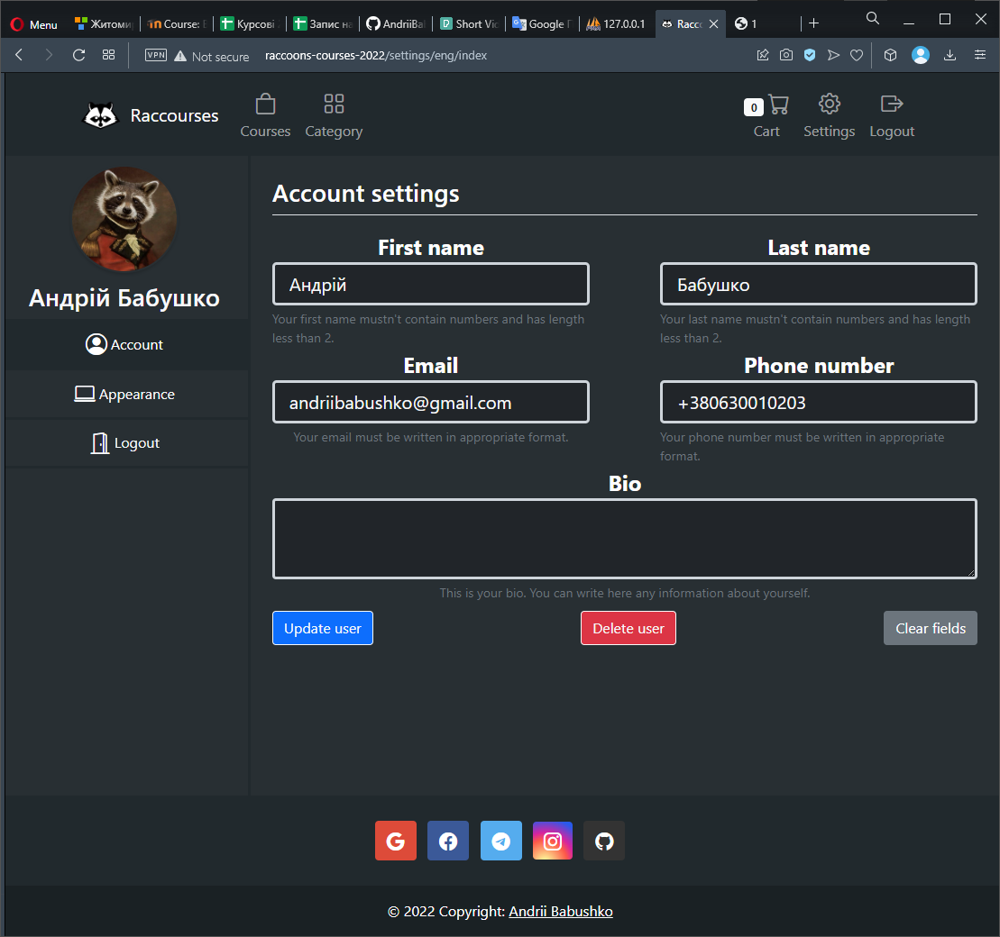 Menu
Житоми
Course:
Курсові
Запис на
AndriiBa
Short Vi
Google П
127.0.0.1
Racc
1
VPN
Not secure
raccoons-courses-2022/settings/eng/index
Raccourses
Courses
Category
0
Cart
Settings
Logout
Андрій Бабушко
Account
Appearance
Logout
Account settings
First name
Last name
Андрій
Бабушко
Your first name mustn't contain numbers and has length
less than 2.
Your last name mustn't contain numbers and has length
less than 2.
Email
Phone number
andriibabushko@gmail.com
+380630010203
Your email must be written in appropriate format.
Your phone number must be written in appropriate
format.
Bio
This is your bio. You can write here any information about yourself.
Update user
Delete user
Clear fields
© 2022 Copyright: Andrii Babushko